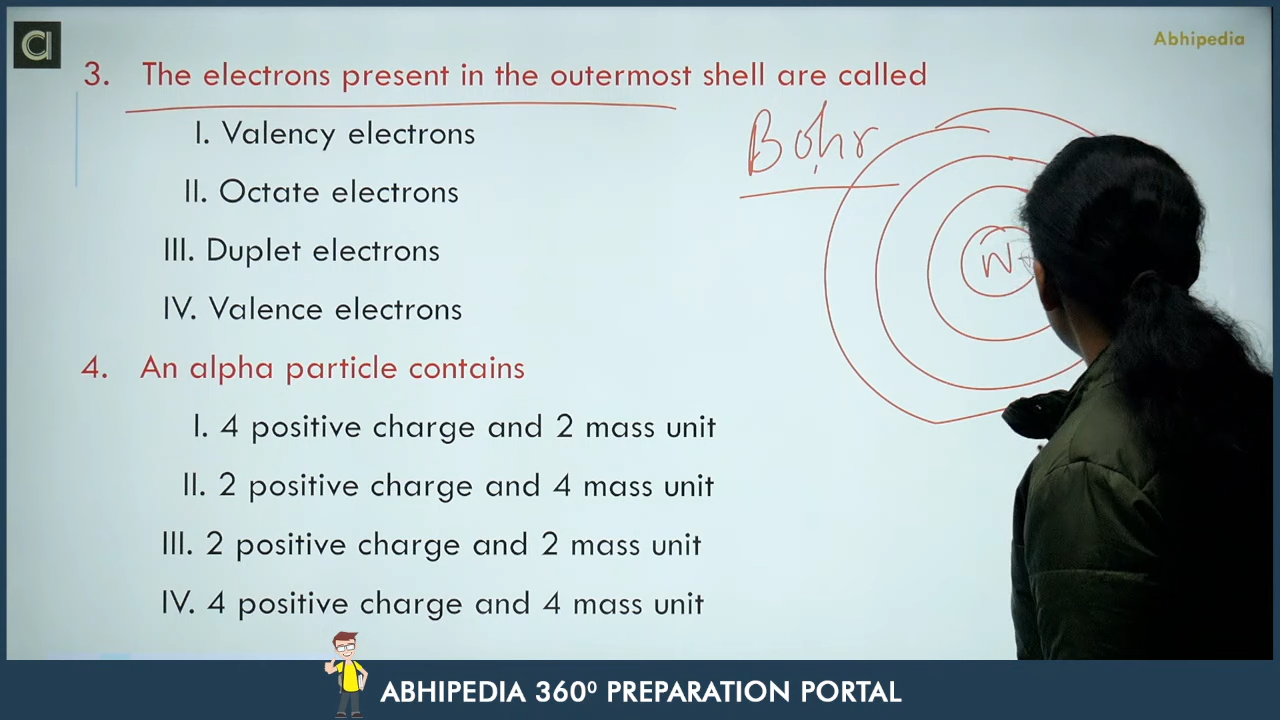 Abhipedia
3. The electrons present in the outermost shell are called
I. Valency electrons
II. Octate electrons
III. Duplet electrons
IV. Valence electrons
Bohr
N
4. An alpha particle contains
I. 4 positive charge and 2 mass unit
II. 2 positive charge and 4 mass unit
III. 2 positive charge and 2 mass unit
IV. 4 positive charge and 4 mass unit
ABHIPEDIA 360⁰ PREPARATION PORTAL